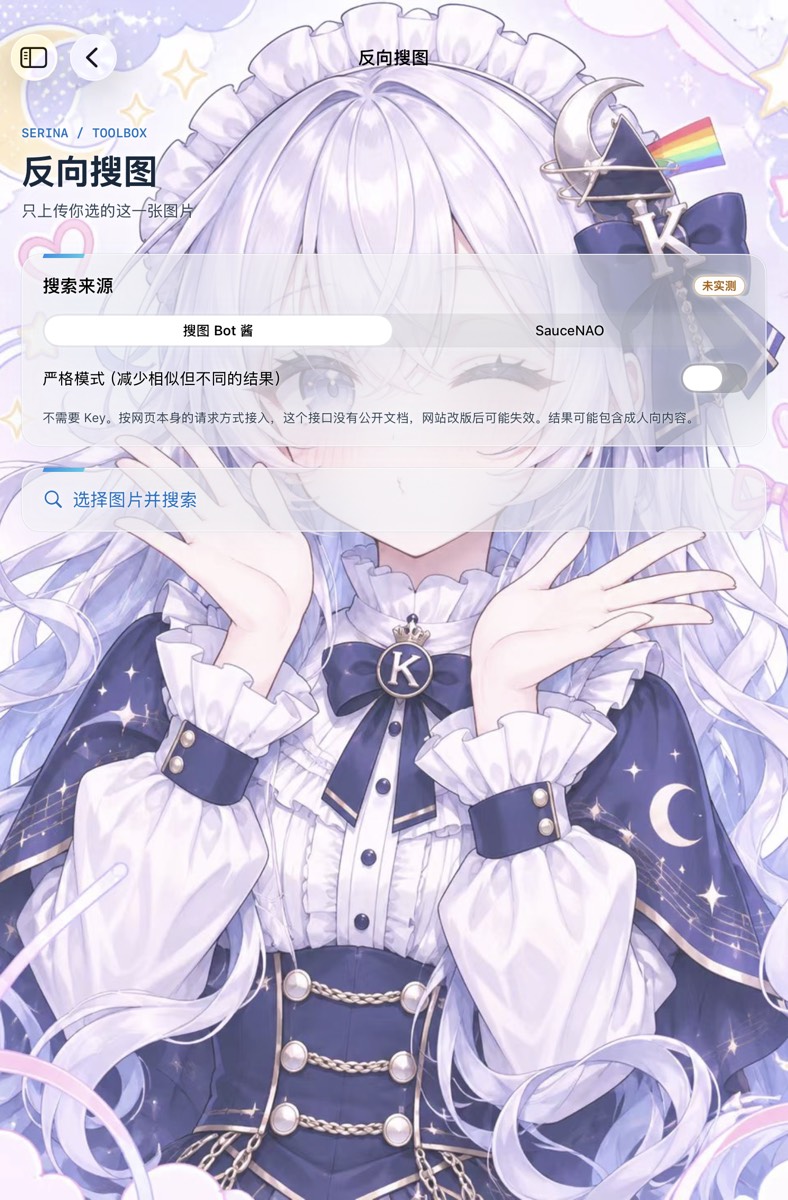 反向搜图
SERINA / TOOLBOX
反向搜图
只上传你选的这一张图片
搜索来源
未实测
搜图 Bot 酱
SauceNAO
严格模式 (减少相似但不同的结果)
不需要 Key。按网页本身的请求方式接入，这个接口没有公开文档，网站改版后可能失效。结果可能包含成人向内容。
选择图片并搜索
K
K